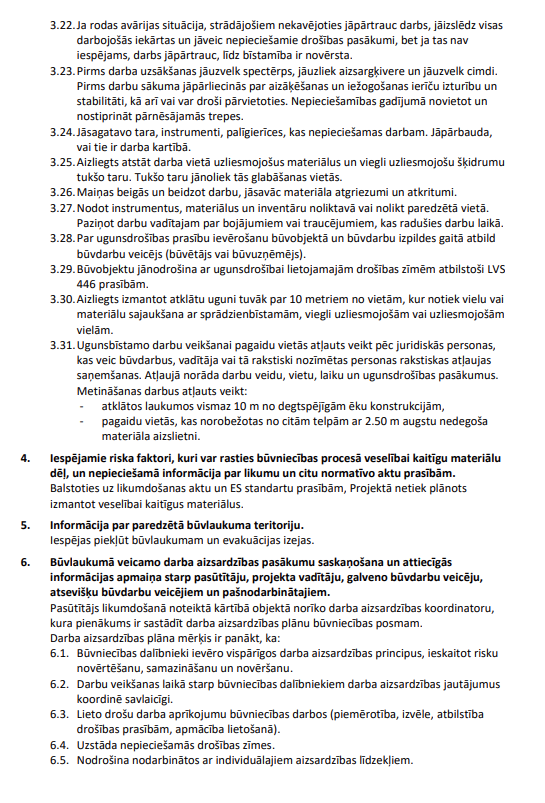 3.22. Ja rodas avārijas situācija, strādājošiem nekavējoties jāpārtrauc darbs, jāizslēdz visas
darbojošās iekārtas un jāveic nepieciešamie drošības pasākumi, bet ja tas nav
iespējams, darbs jāpārtrauc, līdz bīstamība ir novērsta.
3.23. Pirms darba uzsākšanas jāuzvelk spectērps, jāuzliek aizsargķivere un jāuzvelk cimdi.
Pirms darbu sākuma jāpārliecinās par aizāķēšanas un iežogošanas ierīču izturību un
stabilitāti, kā arī vai var droši pārvietoties. Nepieciešamības gadījumā novietot un
nostiprināt pārnēsājamās trepes.
3.24. Jāsagatavo tara, instrumenti, palīgierīces, kas nepieciešamas darbam. Jāpārbauda,
vai tie ir darba kārtībā.
3.25. Aizliegts atstāt darba vietā uzliesmojošus materiālus un viegli uzliesmojošu šķidrumu
tukšo taru. Tukšo taru jānoliek tās glabāšanas vietās.
3.26. Maiņas beigās un beidzot darbu, jāsavāc materiāla atgriezumi un atkritumi.
3.27. Nodot instrumentus, materiālus un inventāru noliktavā vai nolikt paredzētā vietā.
Paziņot darbu vadītajam par bojājumiem vai traucējumiem, kas radušies darbu laikā.
3.28. Par ugunsdrošības prasību ievērošanu būvobjektā un būvdarbu izpildes gaitā atbild
būvdarbu veicējs (būvētājs vai būvuzņēmējs).
3.29. Būvobjektu jānodrošina ar ugunsdrošībai lietojamajām drošības zīmēm atbilstoši LVS
446 prasībām.
3.30. Aizliegts izmantot atklātu uguni tuvāk par 10 metriem no vietām, kur notiek vielu vai
materiālu sajaukšana ar sprādzienbīstamām, viegli uzliesmojošām vai uzliesmojošām
vielām.
3.31. Ugunsbīstamo darbu veikšanai pagaidu vietās atļauts veikt pēc juridiskās personas,
kas veic būvdarbus, vadītāja vai tā rakstiski nozīmētas personas rakstiskas atļaujas
saņemšanas. Atļaujā norāda darbu veidu, vietu, laiku un ugunsdrošības pasākumus.
Metināšanas darbus atļauts veikt:
- atklātos laukumos vismaz 10 m no degtspējīgām ēku konstrukcijām,
- pagaidu vietās, kas norobežotas no citām telpām ar 2.50 m augstu nedegoša
materiāla aizslietni.
4. Iespējamie riska faktori, kuri var rasties būvniecības procesā veselībai kaitīgu materiālu
dēļ, un nepieciešamā informācija par likumu un citu normatīvo aktu prasībām.
Balstoties uz likumdošanas aktu un ES standartu prasībām, Projektā netiek plānots
izmantot veselībai kaitīgus materiālus.
5. Informācija par paredzētā būvlaukuma teritoriju.
Iespējas piekļūt būvlaukumam un evakuācijas izejas.
6. Būvlaukumā veicamo darba aizsardzības pasākumu saskaņošana un attiecīgās
informācijas apmaiņa starp pasūtītāju, projekta vadītāju, galveno būvdarbu veicēju,
atsevišķu būvdarbu veicējiem un pašnodarbinātajiem.
Pasūtītājs likumdošanā noteiktā kārtībā objektā norīko darba aizsardzības koordinatoru,
kura pienākums ir sastādīt darba aizsardzības plānu būvniecības posmam.
Darba aizsardzības plāna mērķis ir panākt, ka:
6.1. Būvniecības dalībnieki ievēro vispārīgos darba aizsardzības principus, ieskaitot risku
novērtēšanu, samazināšanu un novēršanu.
6.2. Darbu veikšanas laikā starp būvniecības dalībniekiem darba aizsardzības jautājumus
koordinē savlaicīgi.
6.3. Lieto drošu darba aprīkojumu būvniecības darbos (piemērotība, izvēle, atbilstība
drošības prasībām, apmācība lietošanā).
6.4. Uzstāda nepieciešamās drošības zīmes.
6.5. Nodrošina nodarbinātos ar individuālajiem aizsardzības līdzekļiem.